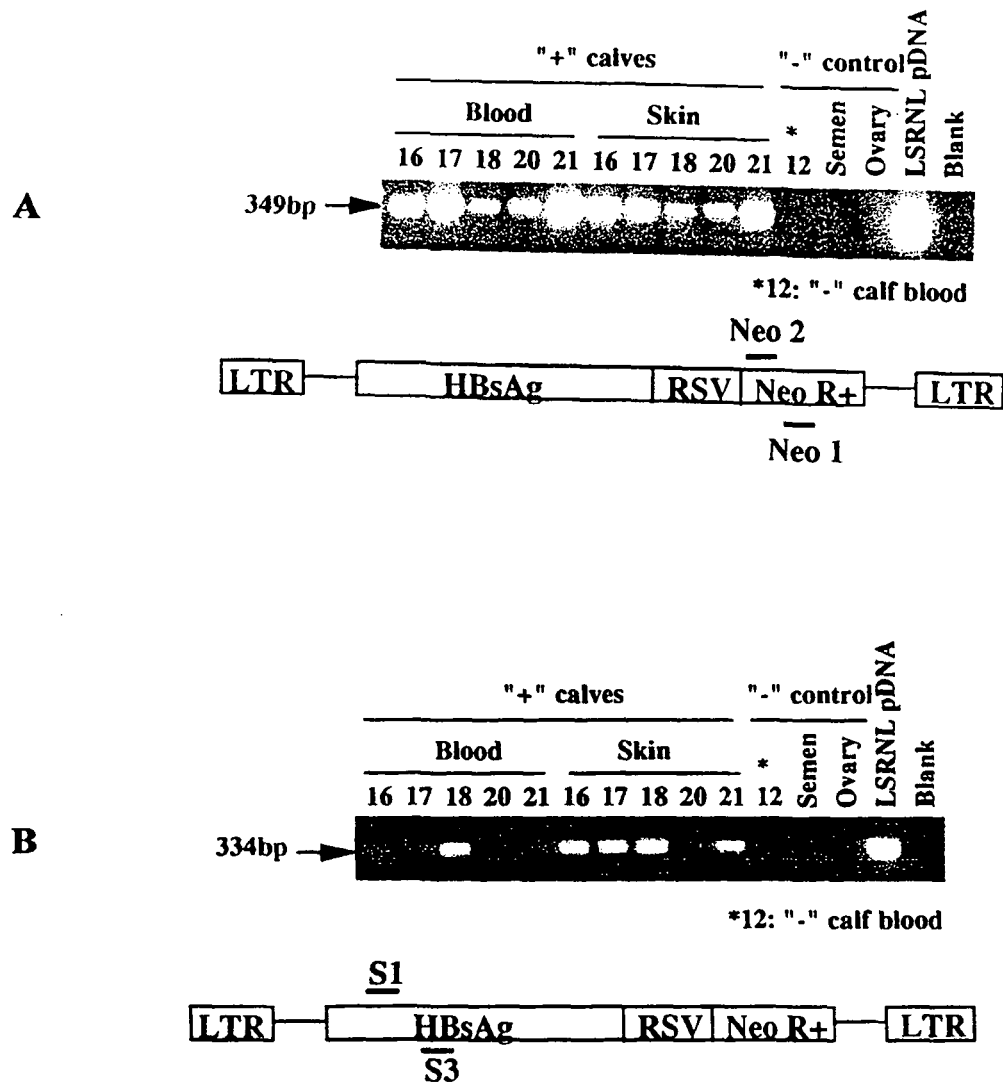 "+" calves
"-" control
LSRNL pDNA
Blood
Skin
*
Semen
Ovary
Blank
16 17 18 20 21 16 17 18 20 21 12
A
349bp
*12: "-" calf blood
Neo 2
LTR HBsAg RSV Neo R+ LTR
Neo 1
"+" calves
"-" control
LSRNL pDNA
Blood
Skin
*
Semen
Ovary
Blank
16 17 18 20 21 16 17 18 20 21 12
B
334bp
*12: "-" calf blood
S1
LTR HBsAg RSV Neo R+ LTR
S3